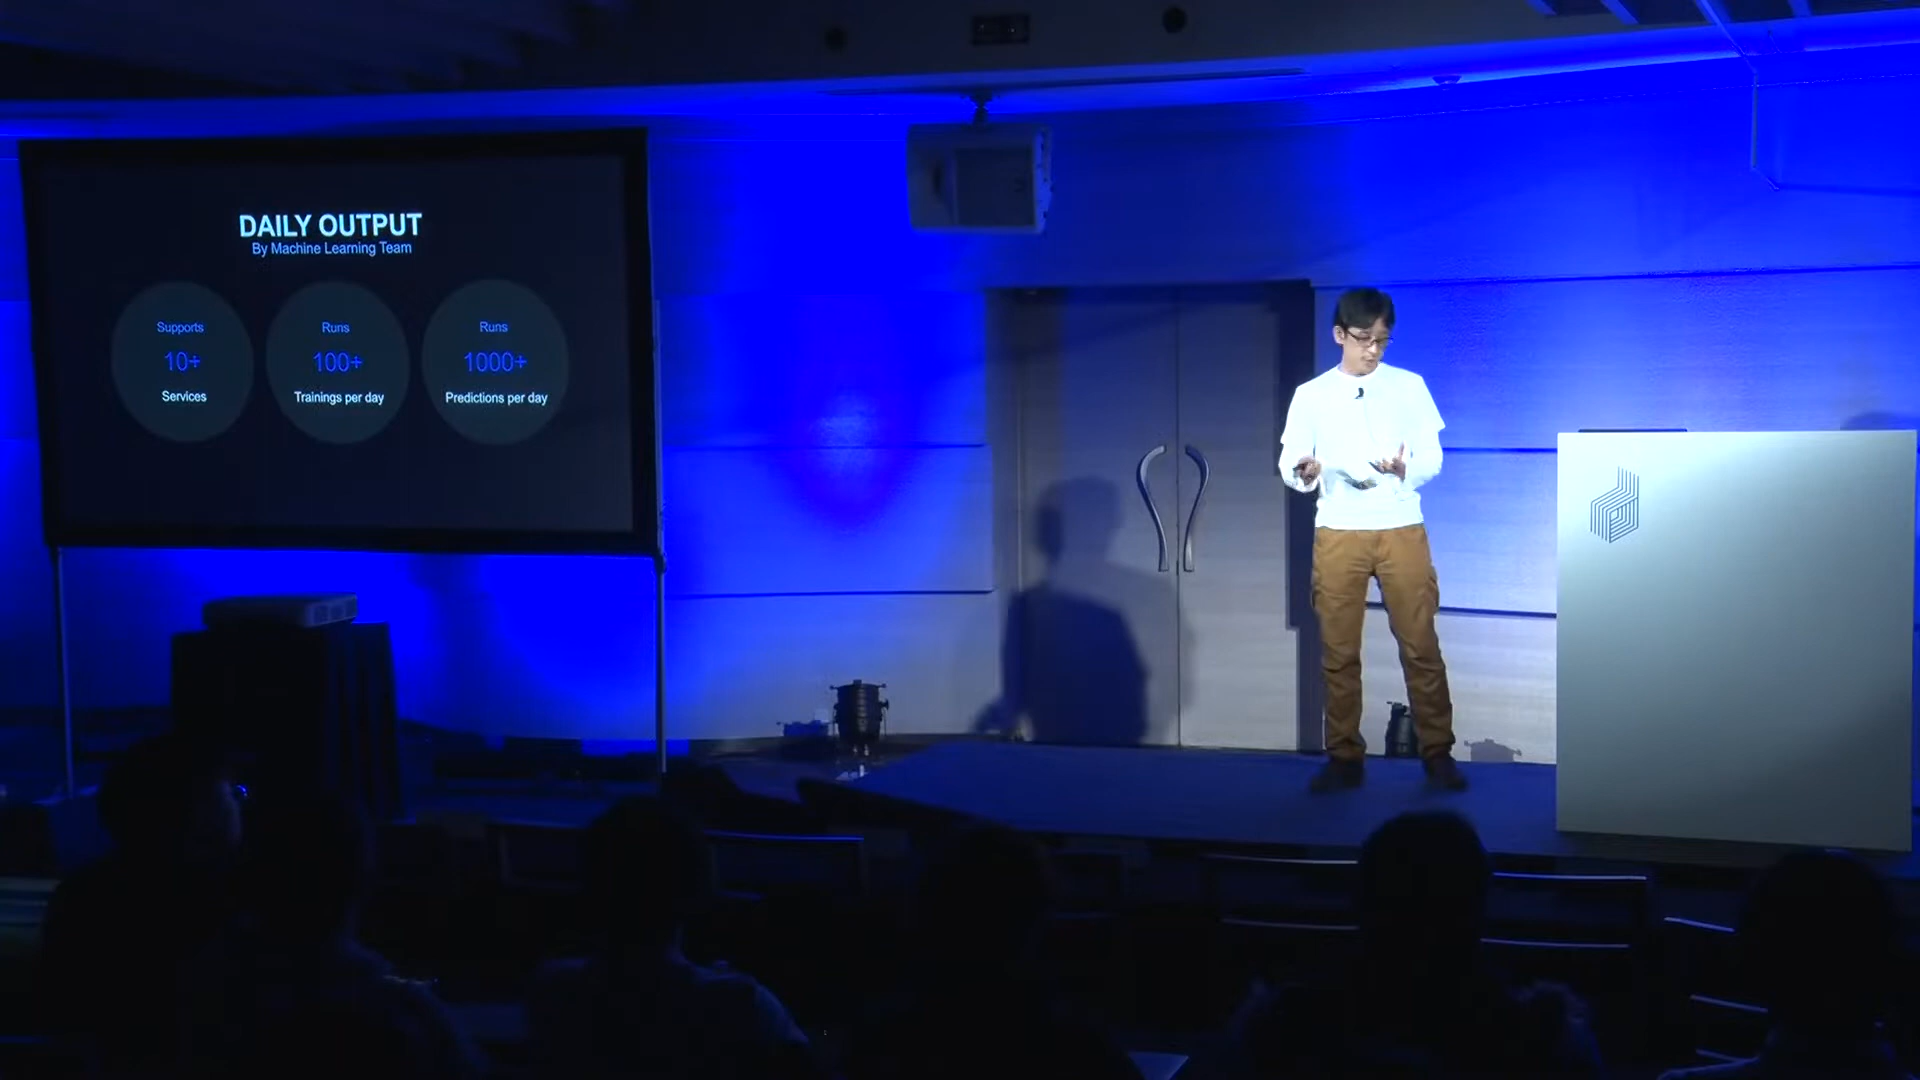 DAILY OUTPUT
By Machine Learning Team
Supports
10+
Services
Runs
100+
Trainings per day
Runs
1000+
Predictions per day